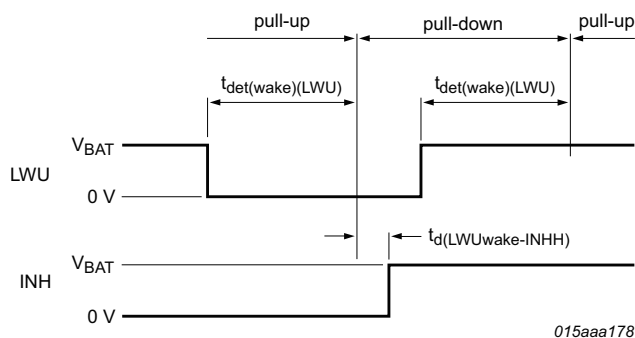 pull-up pull-down pull-up
tdet(wake)(LWU) tdet(wake)(LWU)
VBAT
LWU
0 V
td(LWUwake-INHH)
VBAT
INH
0 V
015aaa178